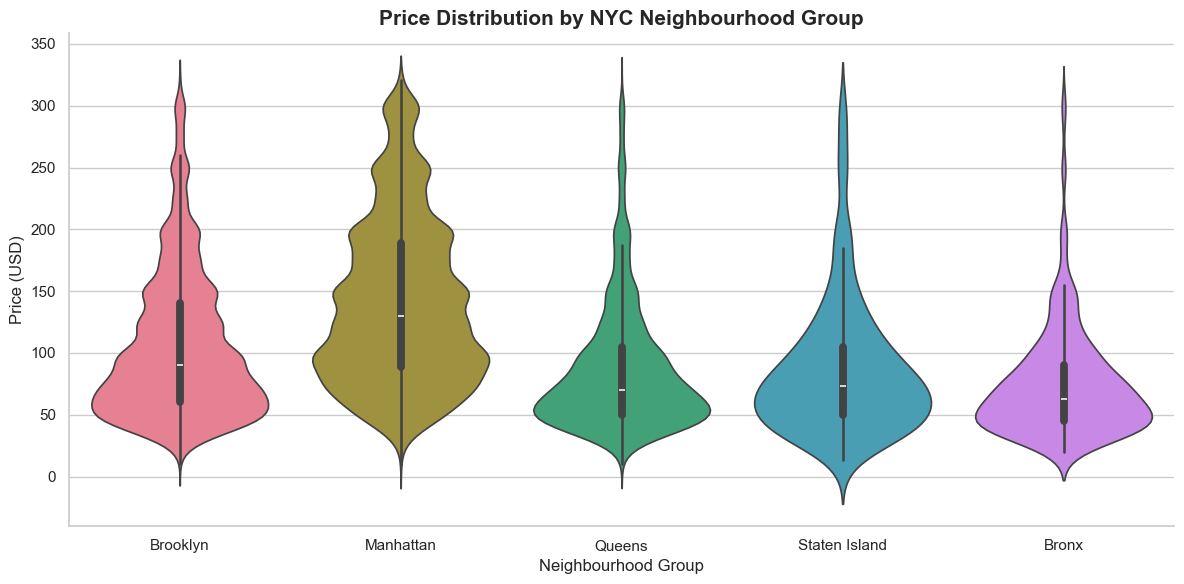 Price Distribution by NYC Neighbourhood Group
350
300
250
200
150
100
50
0
Price (USD)
Brooklyn
Manhattan
Queens
Staten Island
Bronx
Neighbourhood Group